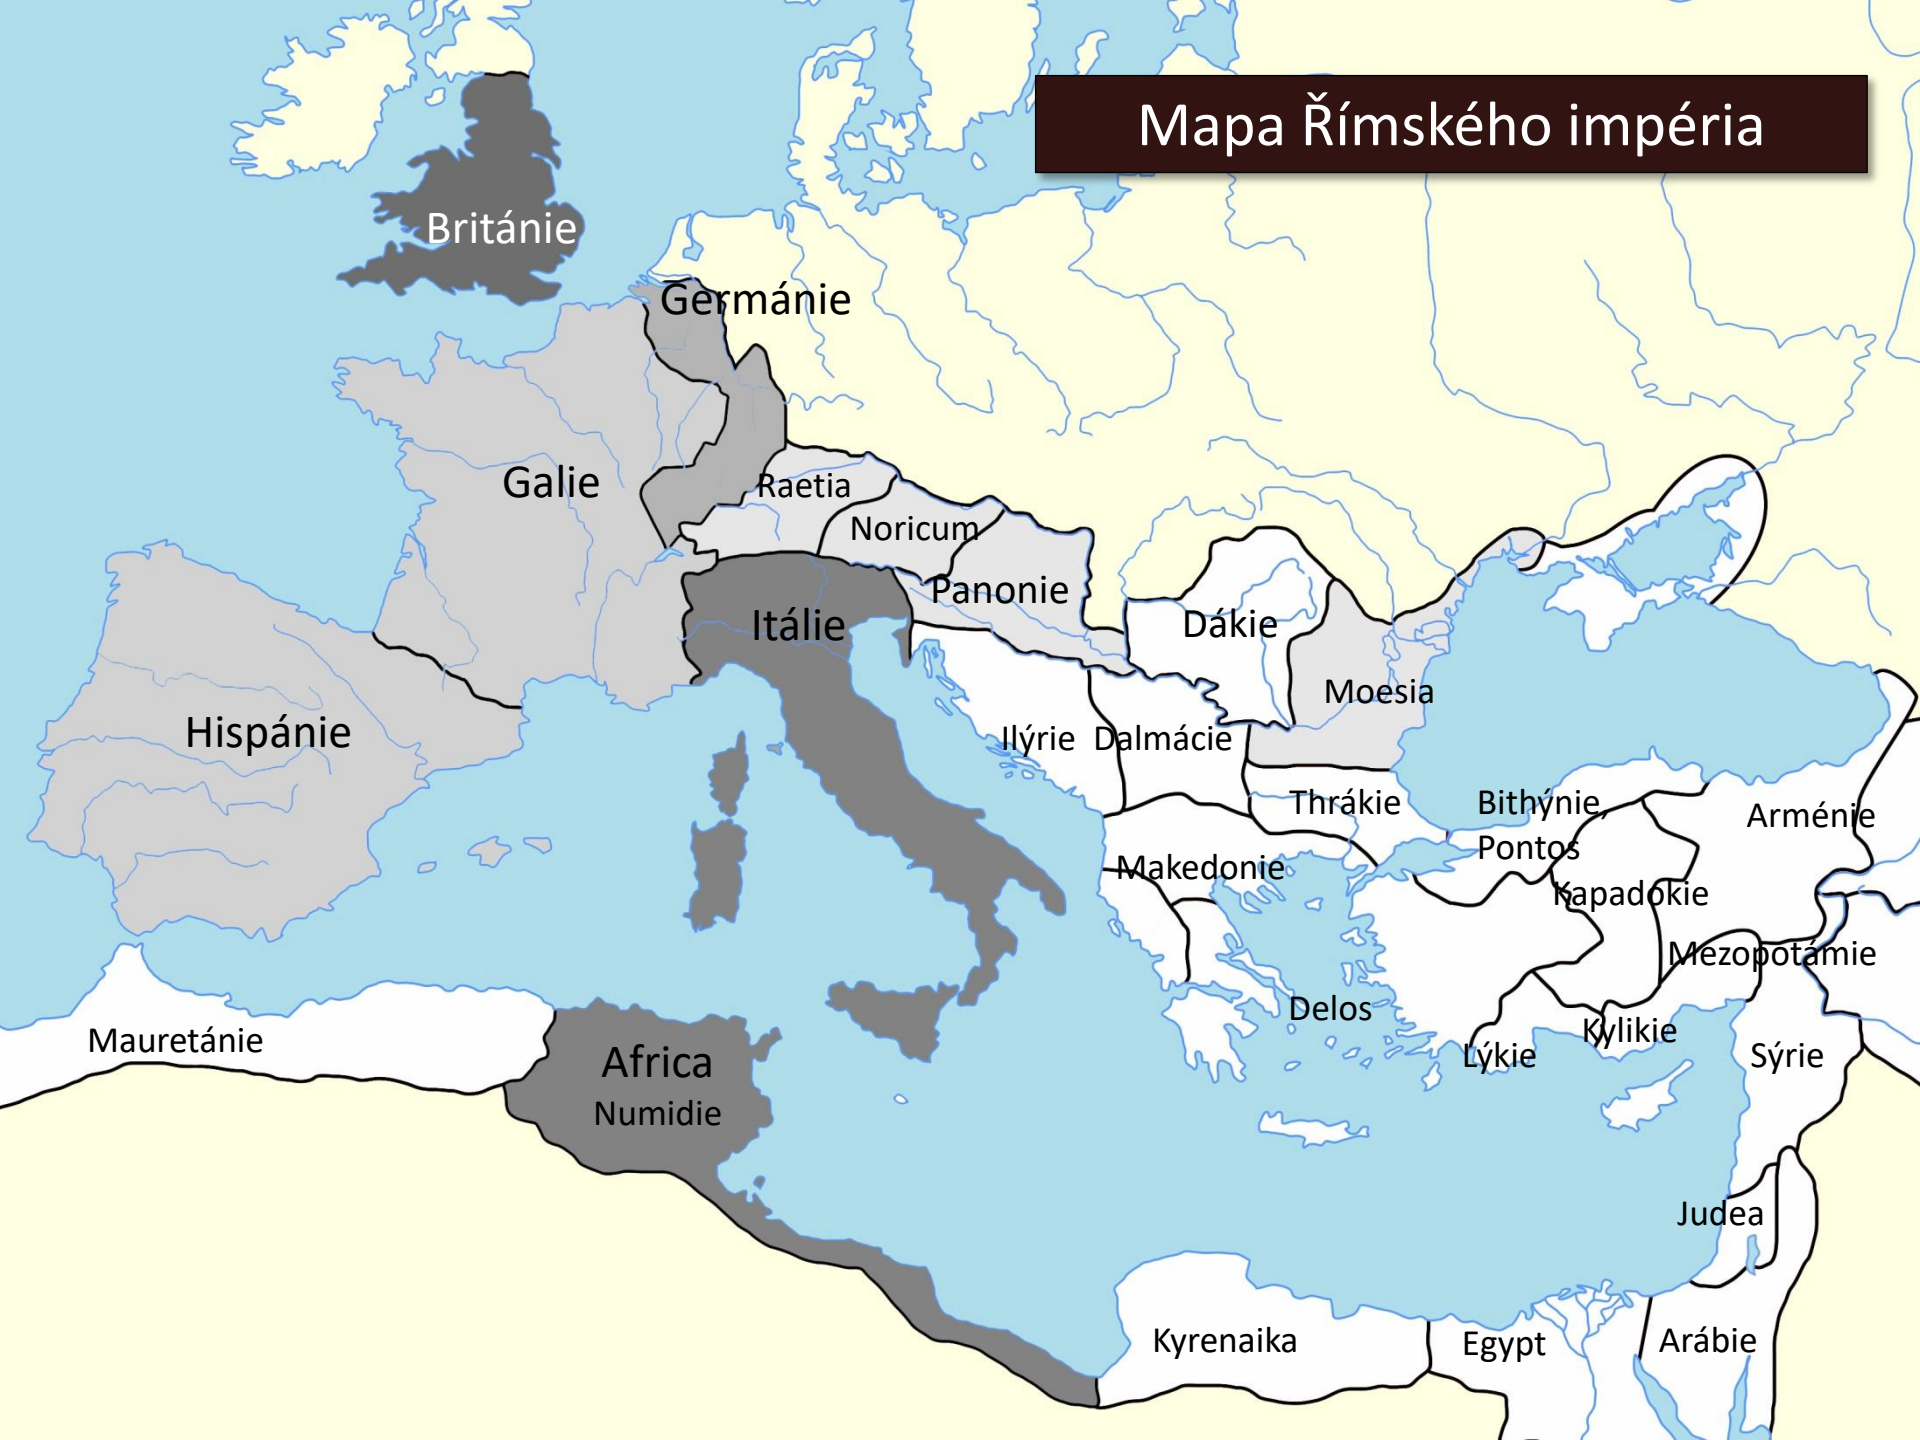 Mapa Římského impéria
Británie
Germánie
Galie
Raetia
Noricum
Panonie
Itálie
Dákie
Moesia
Hispánie
Ilýrie
Dalmácie
Thrákie
Bithýnie,
Pontos
Arménie
Makedonie
Kapadokie
Mezopotámie
Delos
Kylikie
Lýkie
Sýrie
Mauretánie
Africa
Numidie
Judea
Kyrenaika
Egypt
Arábie